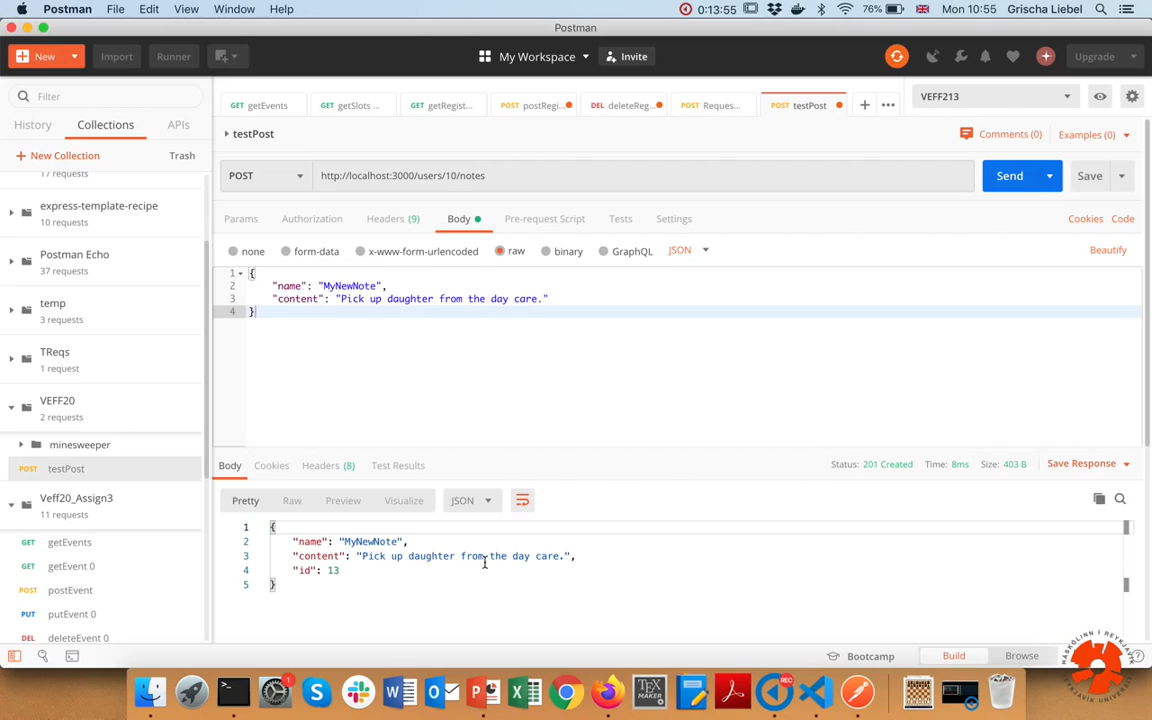 Postman File Edit View Window Help 13:55 76% Mon 10:55 Grischa Liebel
Postman
New Import Runner My Workspace Invite Upgrade
Filter
GET getEvents GET getSlots ... GET getRegist... POST postRegi... DEL deleteReg... POST Reques... POST testPost VEFF213
History Collections APIs
testPost Comments (0) Examples (0)
New Collection Trash
17 requests
POST http://localhost:3000/users/10/notes Send Save
express-template-recipe
10 requests
Params Authorization Headers (9) Body Pre-request Script Tests Settings Cookies Code
Postman Echo
37 requests
none form-data x-www-form-urlencoded raw binary GraphQL JSON Beautify
1 {
2 "name": "MyNewNote",
3 "content": "Pick up daughter from the day care."
4 }
temp
3 requests
TReqs
1 request
VEFF20
2 requests
minesweeper
POST testPost
Veff20_Assign3
11 requests
GET getEvents
GET getEvent 0
POST postEvent
PUT putEvent 0
DEL deleteEvent 0
Body Cookies Headers (8) Test Results Status: 201 Created Time: 8ms Size: 403 B Save Response
Pretty Raw Preview Visualize JSON
1 {
2 "name": "MyNewNote",
3 "content": "Pick up daughter from the day care.",
4 "id": 13
5 }
Bootcamp Build Browse
HÁSKÓLINN Í REYKJAVÍK
REYKJAVIK UNIVERSITY